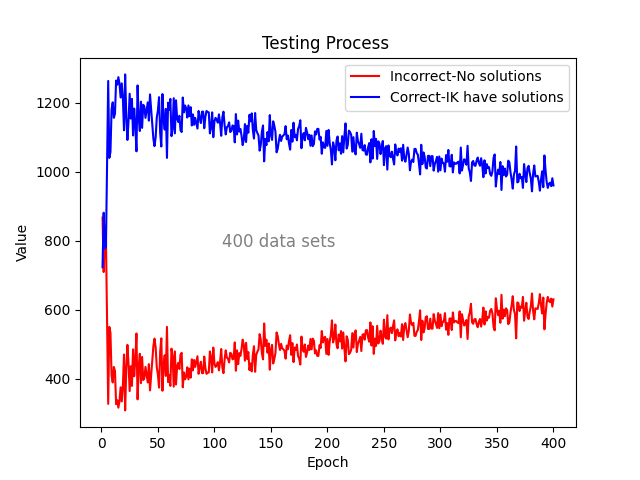 Testing Process
Incorrect-No solutions
Correct-IK have solutions
1200
1000
800
600
400
Value
400 data sets
0 50 100 150 200 250 300 350 400
Epoch